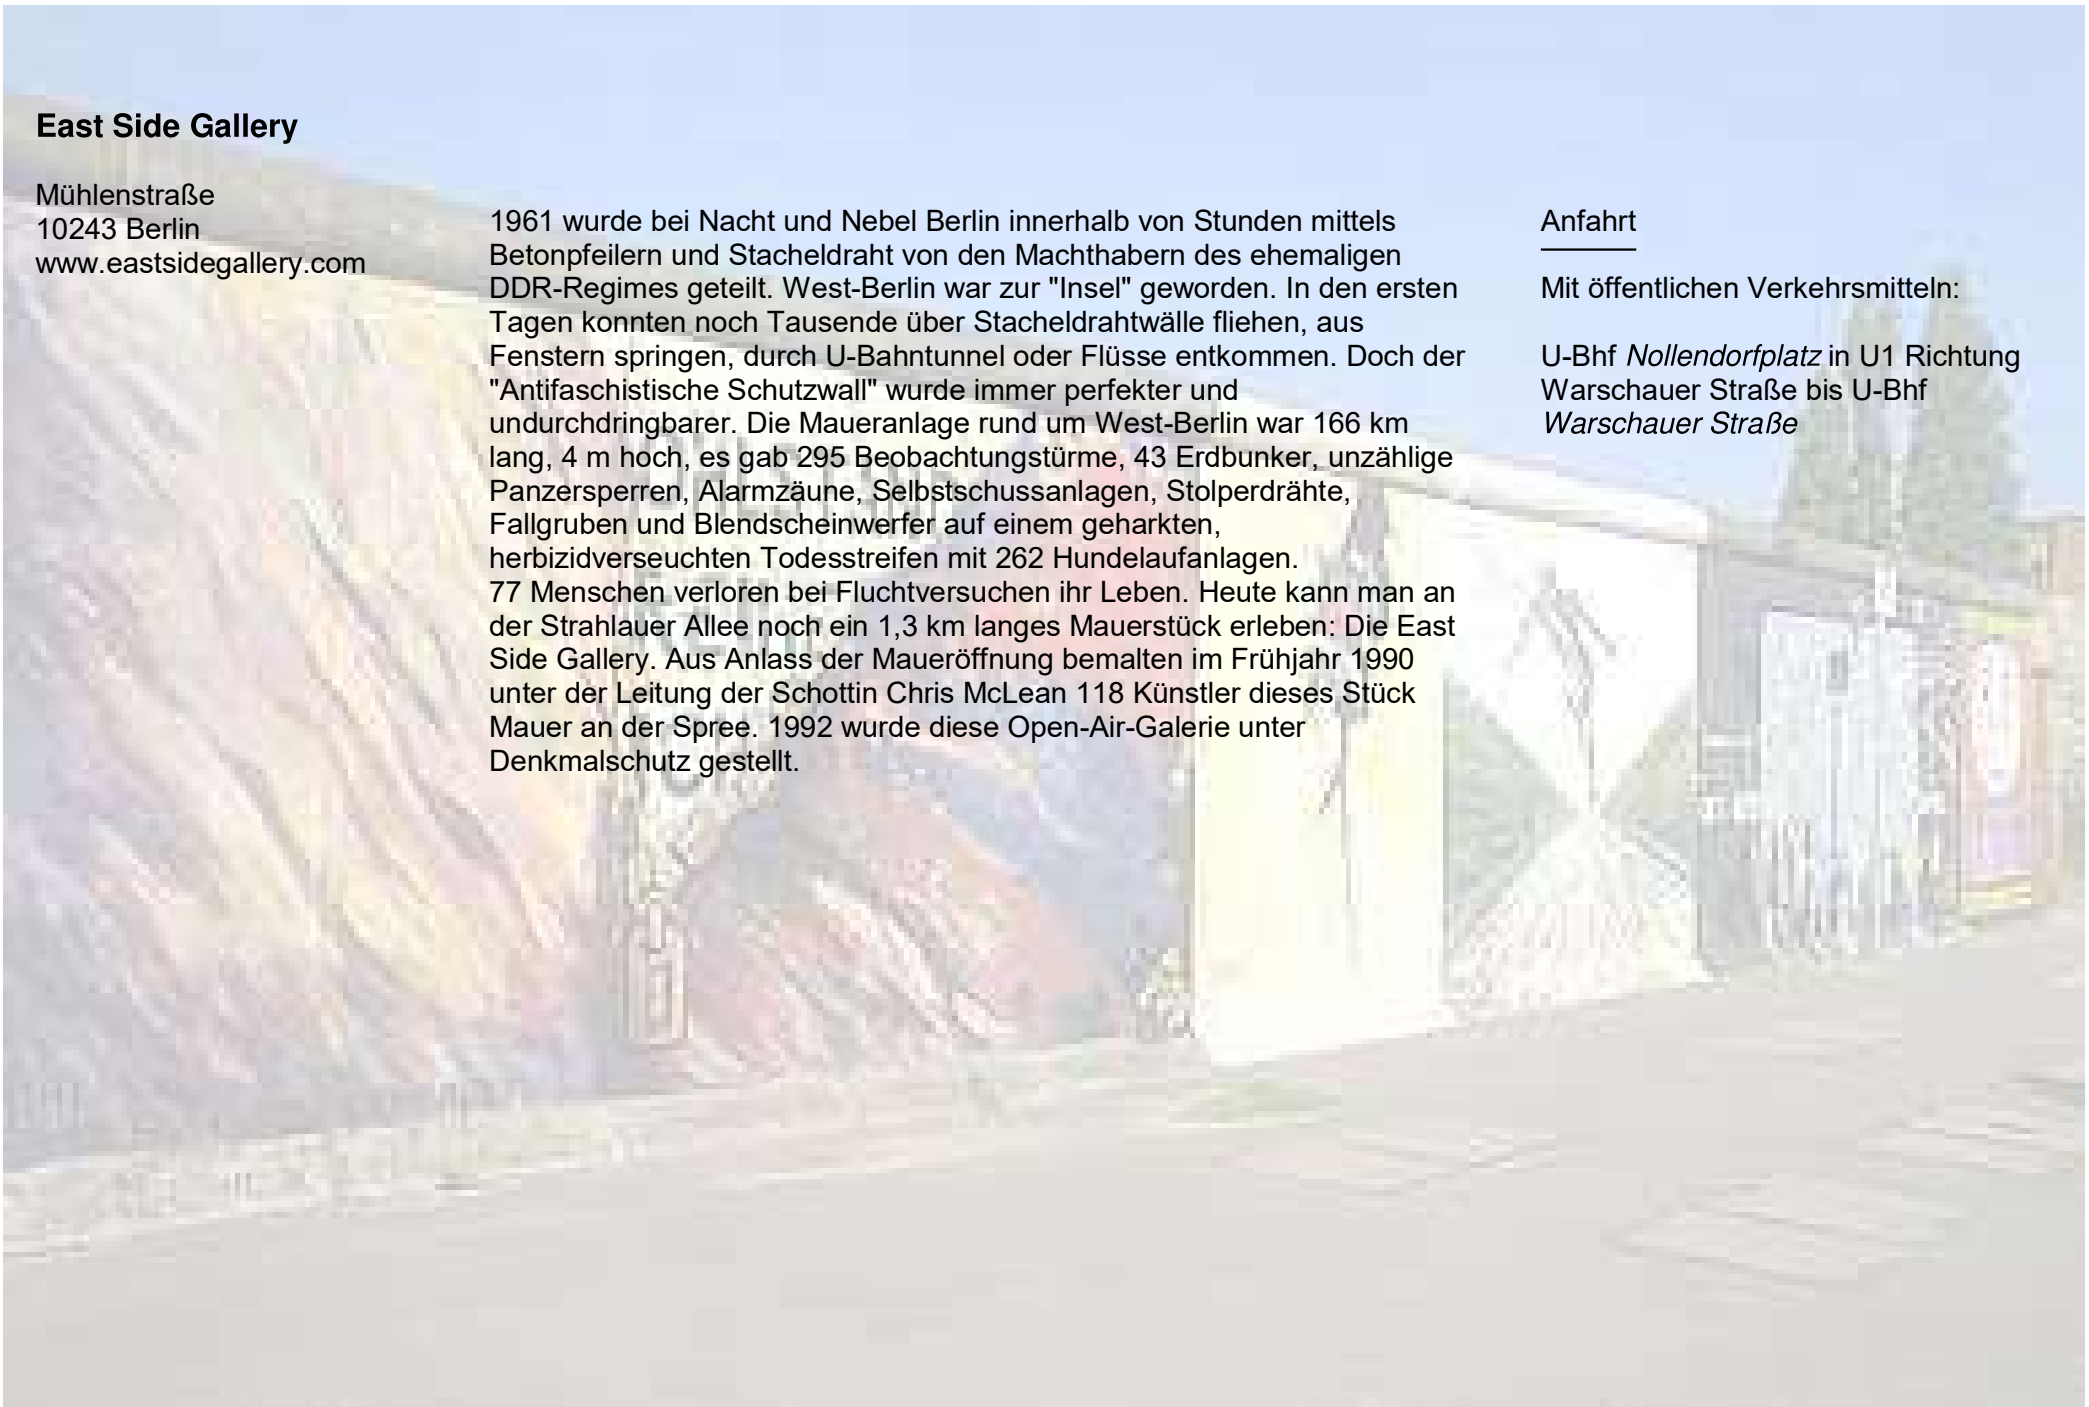 East Side Gallery
Mühlenstraße
10243 Berlin
www.eastsidegallery.com
1961 wurde bei Nacht und Nebel Berlin innerhalb von Stunden mittels
Betonpfeilern und Stacheldraht von den Machthabern des ehemaligen
DDR-Regimes geteilt. West-Berlin war zur "Insel" geworden. In den ersten
Tagen konnten noch Tausende über Stacheldrahtwälle fliehen, aus
Fenstern springen, durch U-Bahntunnel oder Flüsse entkommen. Doch der
"Antifaschistische Schutzwall" wurde immer perfekter und
undurchdringbarer. Die Maueranlage rund um West-Berlin war 166 km
lang, 4 m hoch, es gab 295 Beobachtungstürme, 43 Erdbunker, unzählige
Panzersperren, Alarmzäune, Selbstschussanlagen, Stolperdrähte,
Fallgruben und Blendscheinwerfer auf einem geharkten,
herbizidverseuchten Todesstreifen mit 262 Hundelaufanlagen.
77 Menschen verloren bei Fluchtversuchen ihr Leben. Heute kann man an
der Strahlauer Allee noch ein 1,3 km langes Mauerstück erleben: Die East
Side Gallery. Aus Anlass der Maueröffnung bemalten im Frühjahr 1990
unter der Leitung der Schottin Chris McLean 118 Künstler dieses Stück
Mauer an der Spree. 1992 wurde diese Open-Air-Galerie unter
Denkmalschutz gestellt.
Anfahrt
Mit öffentlichen Verkehrsmitteln:
U-Bhf Nollendorfplatz in U1 Richtung
Warschauer Straße bis U-Bhf
Warschauer Straße